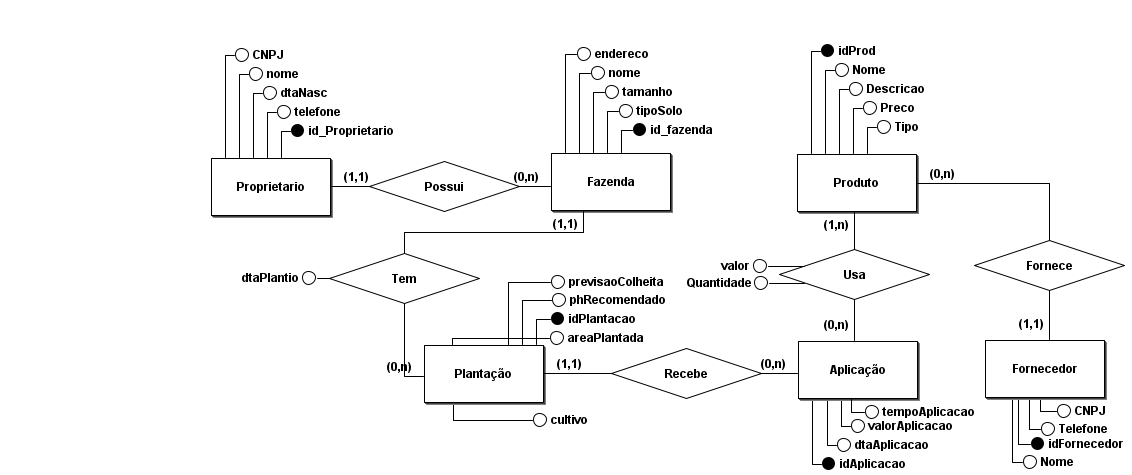 CNPJ
nome
dtaNasc
telefone
id_Proprietario
Proprietario
(1,1)
Possui
(0,n)
endereco
nome
tamanho
tipoSolo
id_fazenda
Fazenda
(1,1)
idProd
Nome
Descricao
Preco
Tipo
Produto
(0,n)
(1,n)
dtaPlantio
Tem
(0,n)
previsaoColheita
phRecomendado
idPlantacao
areaPlantada
Plantação
cultivo
(1,1)
Recebe
(0,n)
valor
Quantidade
Usa
(0,n)
Aplicação
tempoAplicacao
valorAplicacao
dtaAplicacao
idAplicacao
Fornece
(1,1)
Fornecedor
CNPJ
Telefone
idFornecedor
Nome